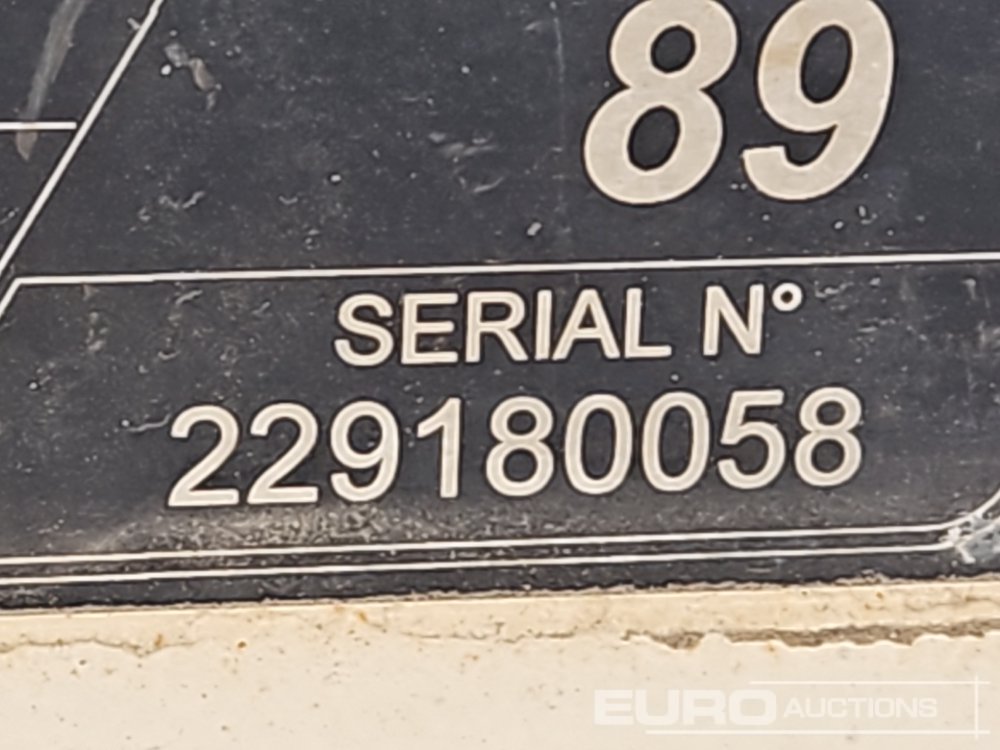 89
SERIAL N°
229180058
EURO AUCTIONS